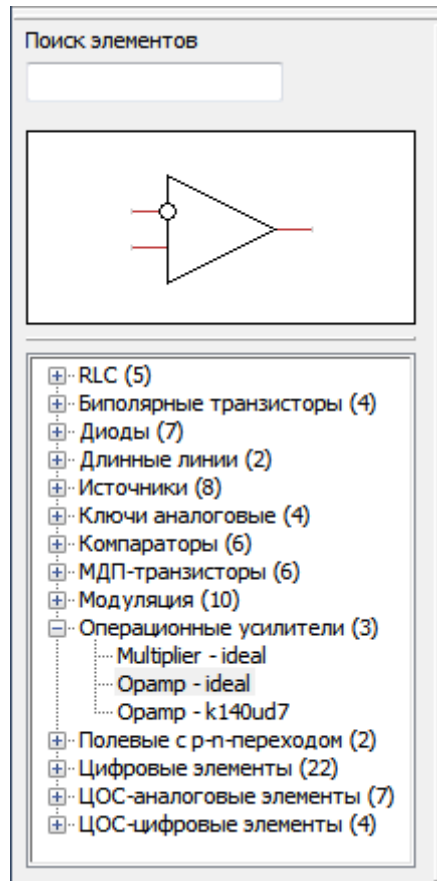 Поиск элементов
RLC (5)
Биполярные транзисторы (4)
Диоды (7)
Длинные линии (2)
Источники (8)
Ключи аналоговые (4)
Компараторы (6)
МДП-транзисторы (6)
Модуляция (10)
Операционные усилители (3)
Multiplier - ideal
Opamp - ideal
Opamp - k140ud7
Полевые с p-n-переходом (2)
Цифровые элементы (22)
ЦОС-аналоговые элементы (7)
ЦОС-цифровые элементы (4)